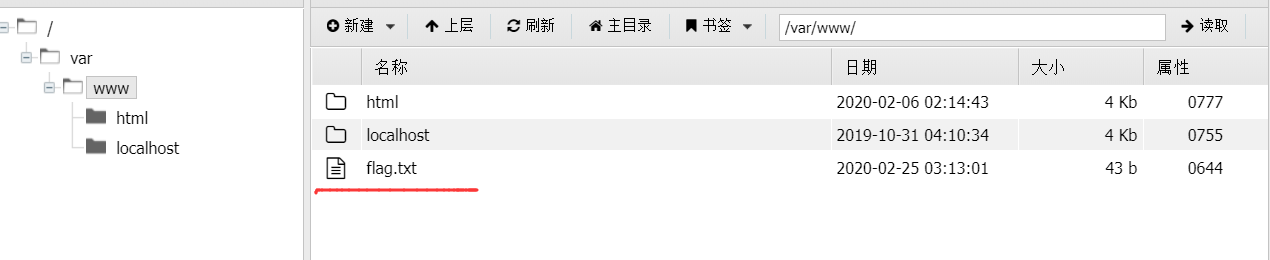 /
var
www
html
localhost
新建 上层 刷新 主目录 书签 /var/www/ 读取
名称 日期 大小 属性
html 2020-02-06 02:14:43 4 Kb 0777
localhost 2019-10-31 04:10:34 4 Kb 0755
flag.txt 2020-02-25 03:13:01 43 b 0644